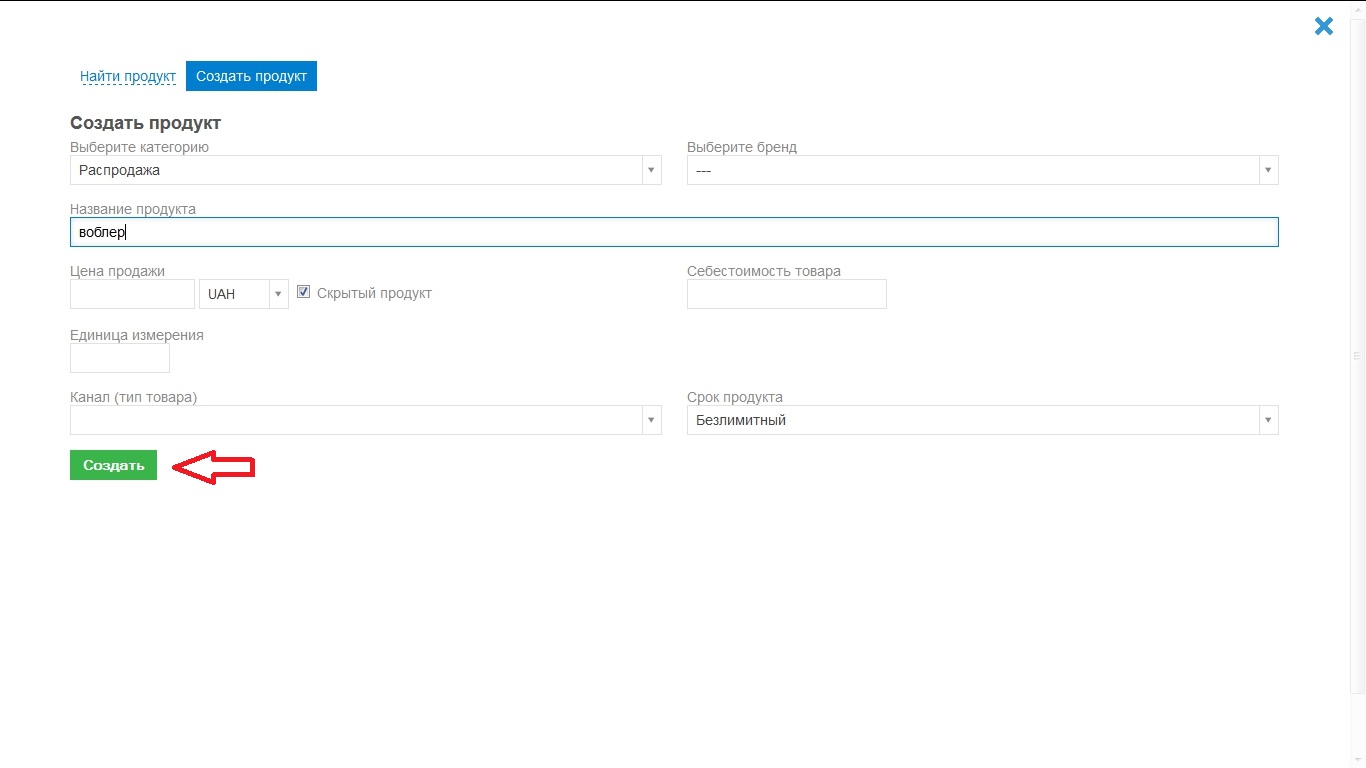 Найти продукт Создать продукт
Создать продукт
Выберите категорию Выберите бренд
Распродажа ---
Название продукта
воблер
Цена продажи Себестоимость товара
UAH Скрытый продукт
Единица измерения
Канал (тип товара) Срок продукта
Безлимитный
Создать